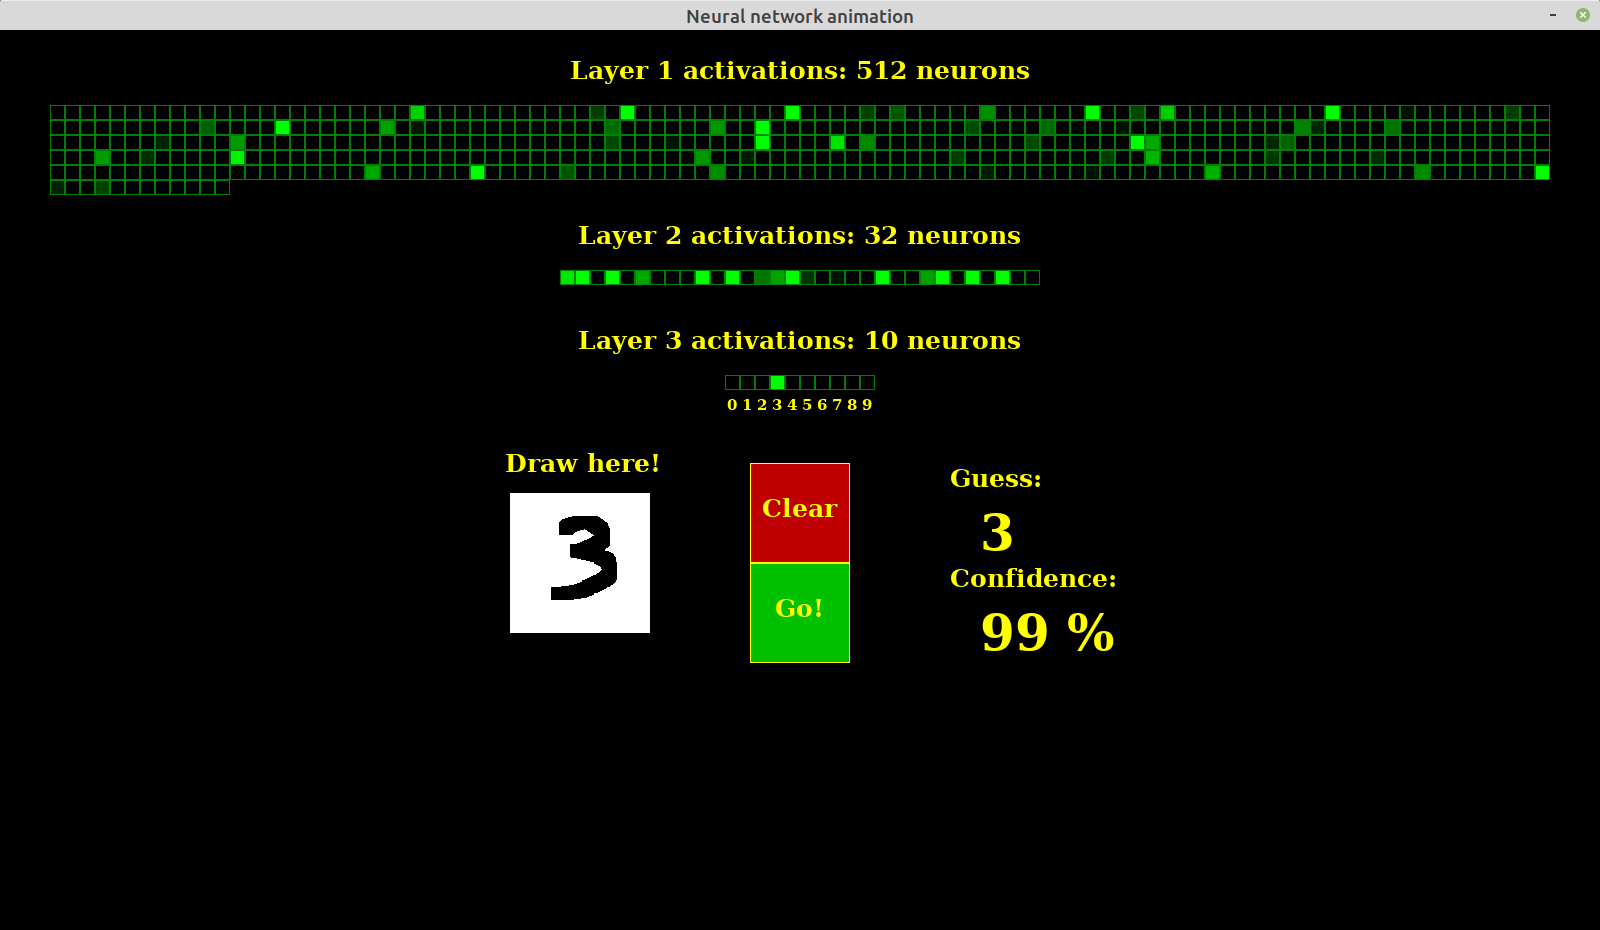 Neural network animation
Layer 1 activations: 512 neurons
Layer 2 activations: 32 neurons
Layer 3 activations: 10 neurons
0 1 2 3 4 5 6 7 8 9
Draw here!
3
Clear
Go!
Guess:
3
Confidence:
99 %